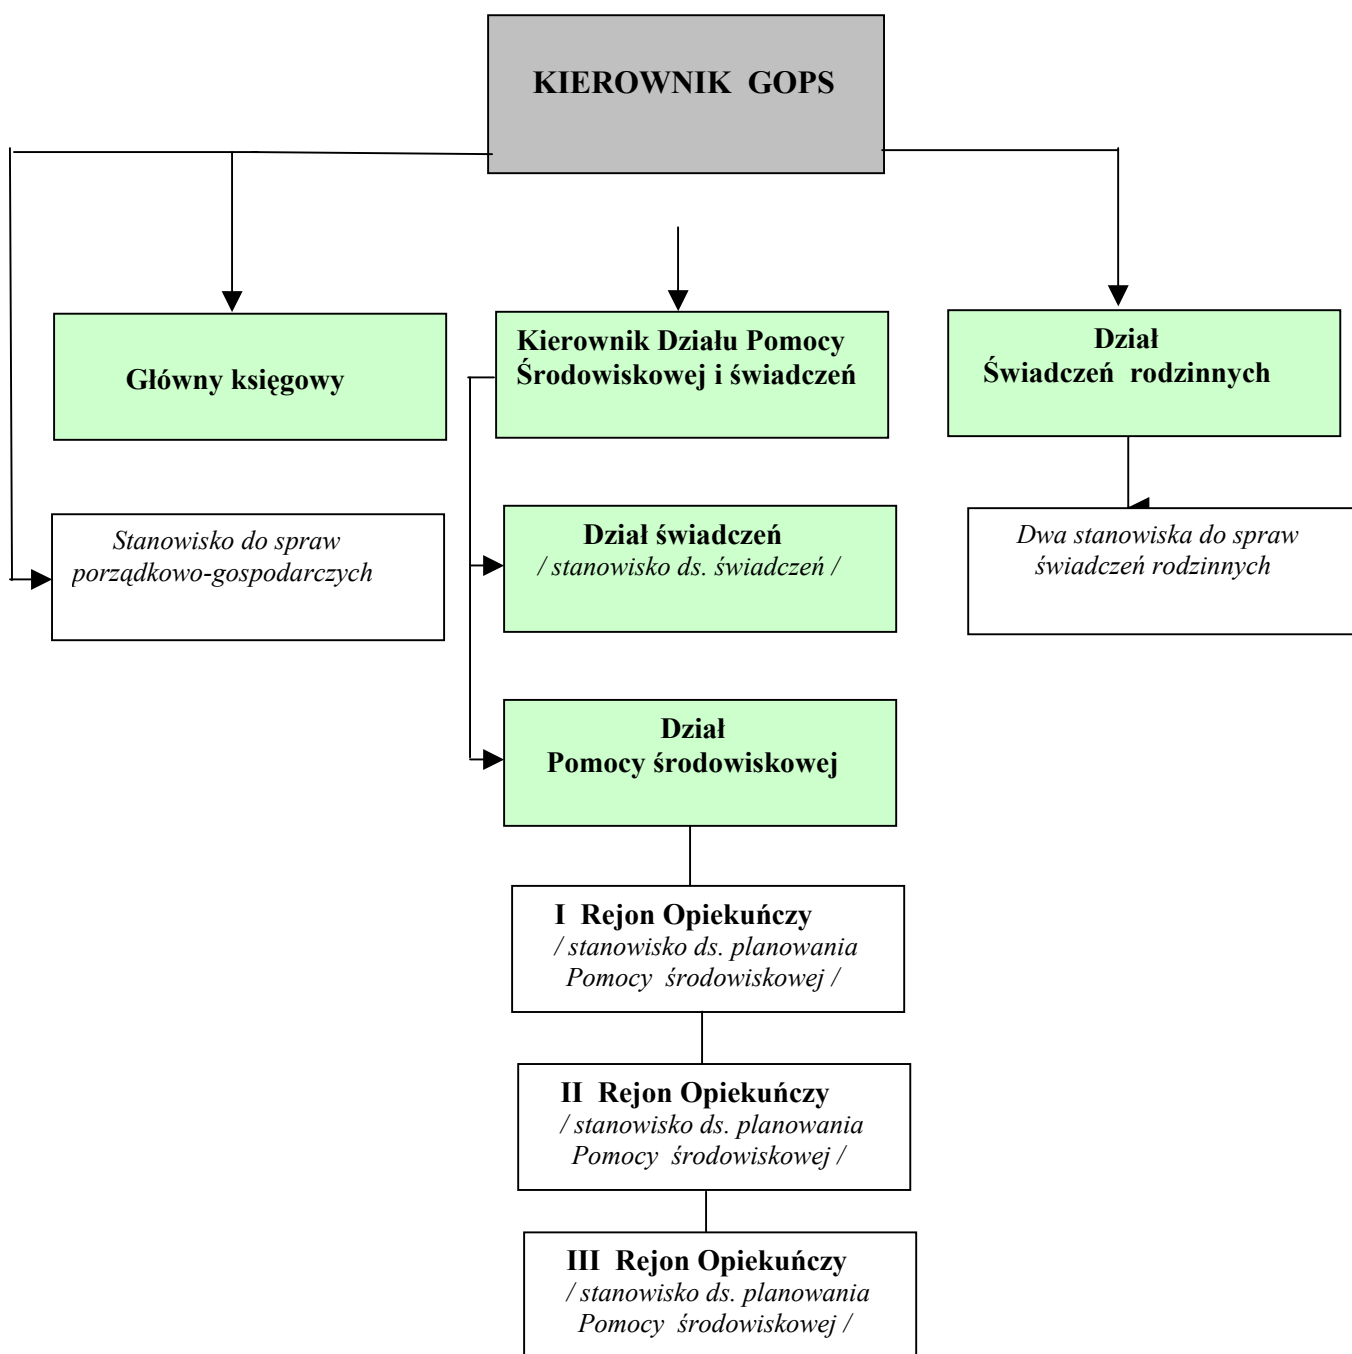 KIEROWNIK GOPS
Główny księgowy
Kierownik Działu Pomocy
Środowiskowej i świadczeń
Dział
Świadczeń rodzinnych
Stanowisko do spraw
porządkowo-gospodarczych
Dział świadczeń
/ stanowisko ds. świadczeń /
Dwa stanowiska do spraw
świadczeń rodzinnych
Dział
Pomocy środowiskowej
I Rejon Opiekuńczy
/ stanowisko ds. planowania
Pomocy środowiskowej /
II Rejon Opiekuńczy
/ stanowisko ds. planowania
Pomocy środowiskowej /
III Rejon Opiekuńczy
/ stanowisko ds. planowania
Pomocy środowiskowej /